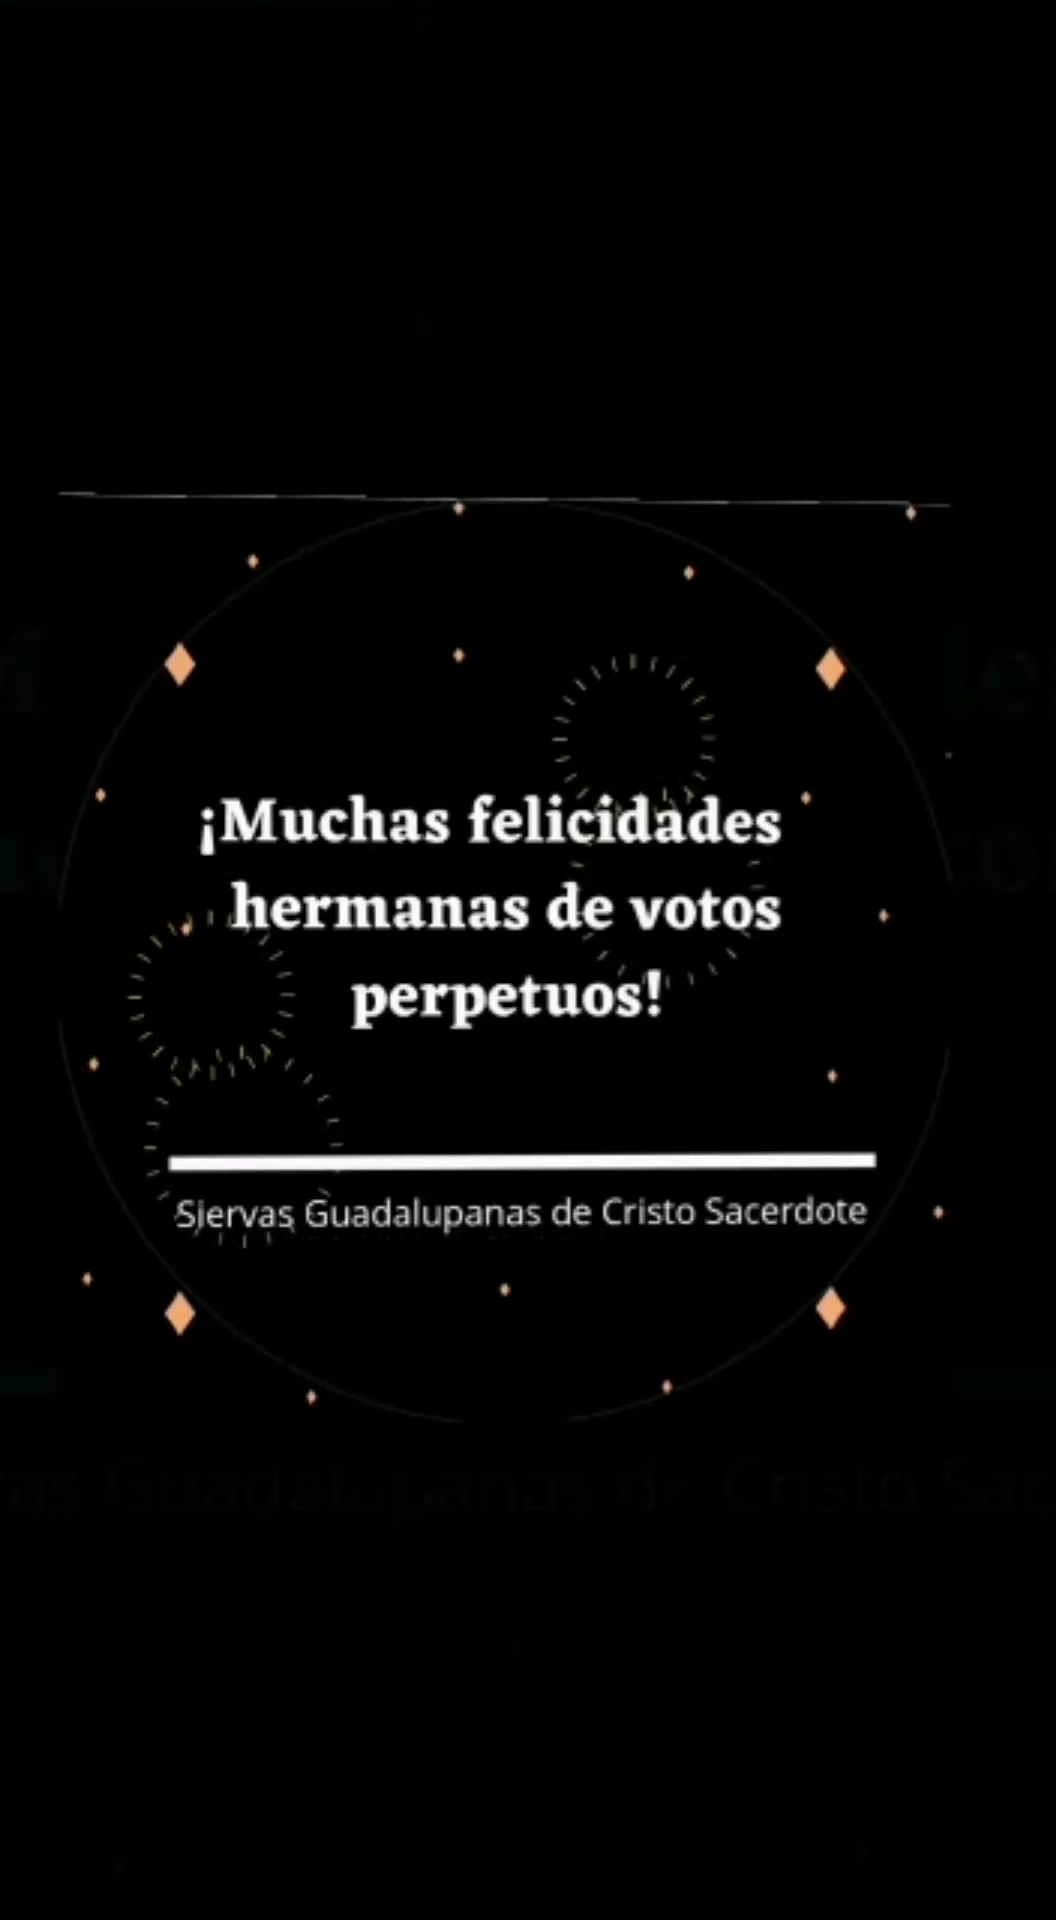 ¡Muchas felicidades
hermanas de votos
perpetuos!
Siervas Guadalupanas de Cristo Sacerdote